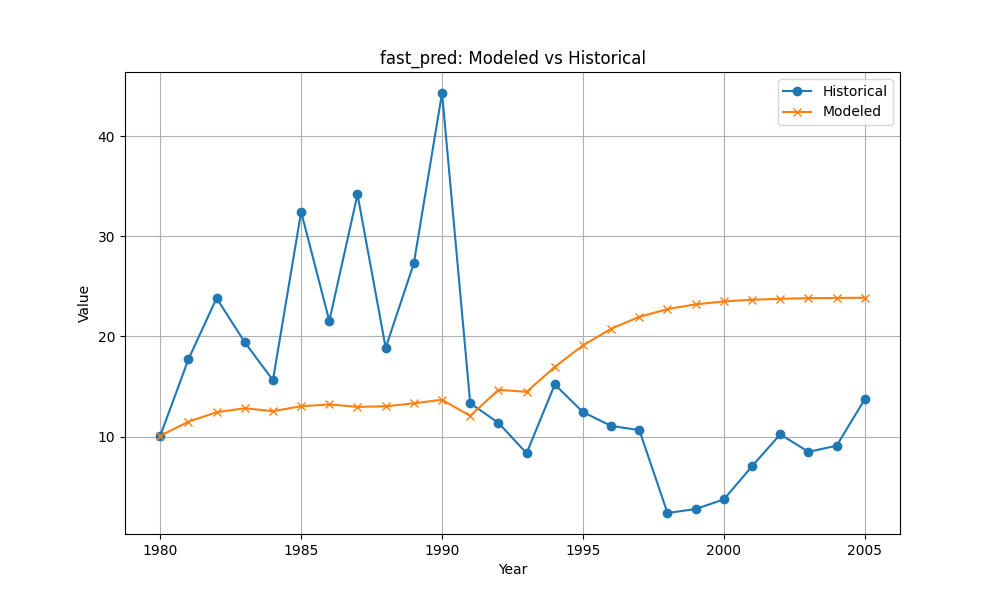 fast_pred: Modeled vs Historical
Historical
Modeled
Value
40
30
20
10
1980
1985
1990
1995
2000
2005
Year